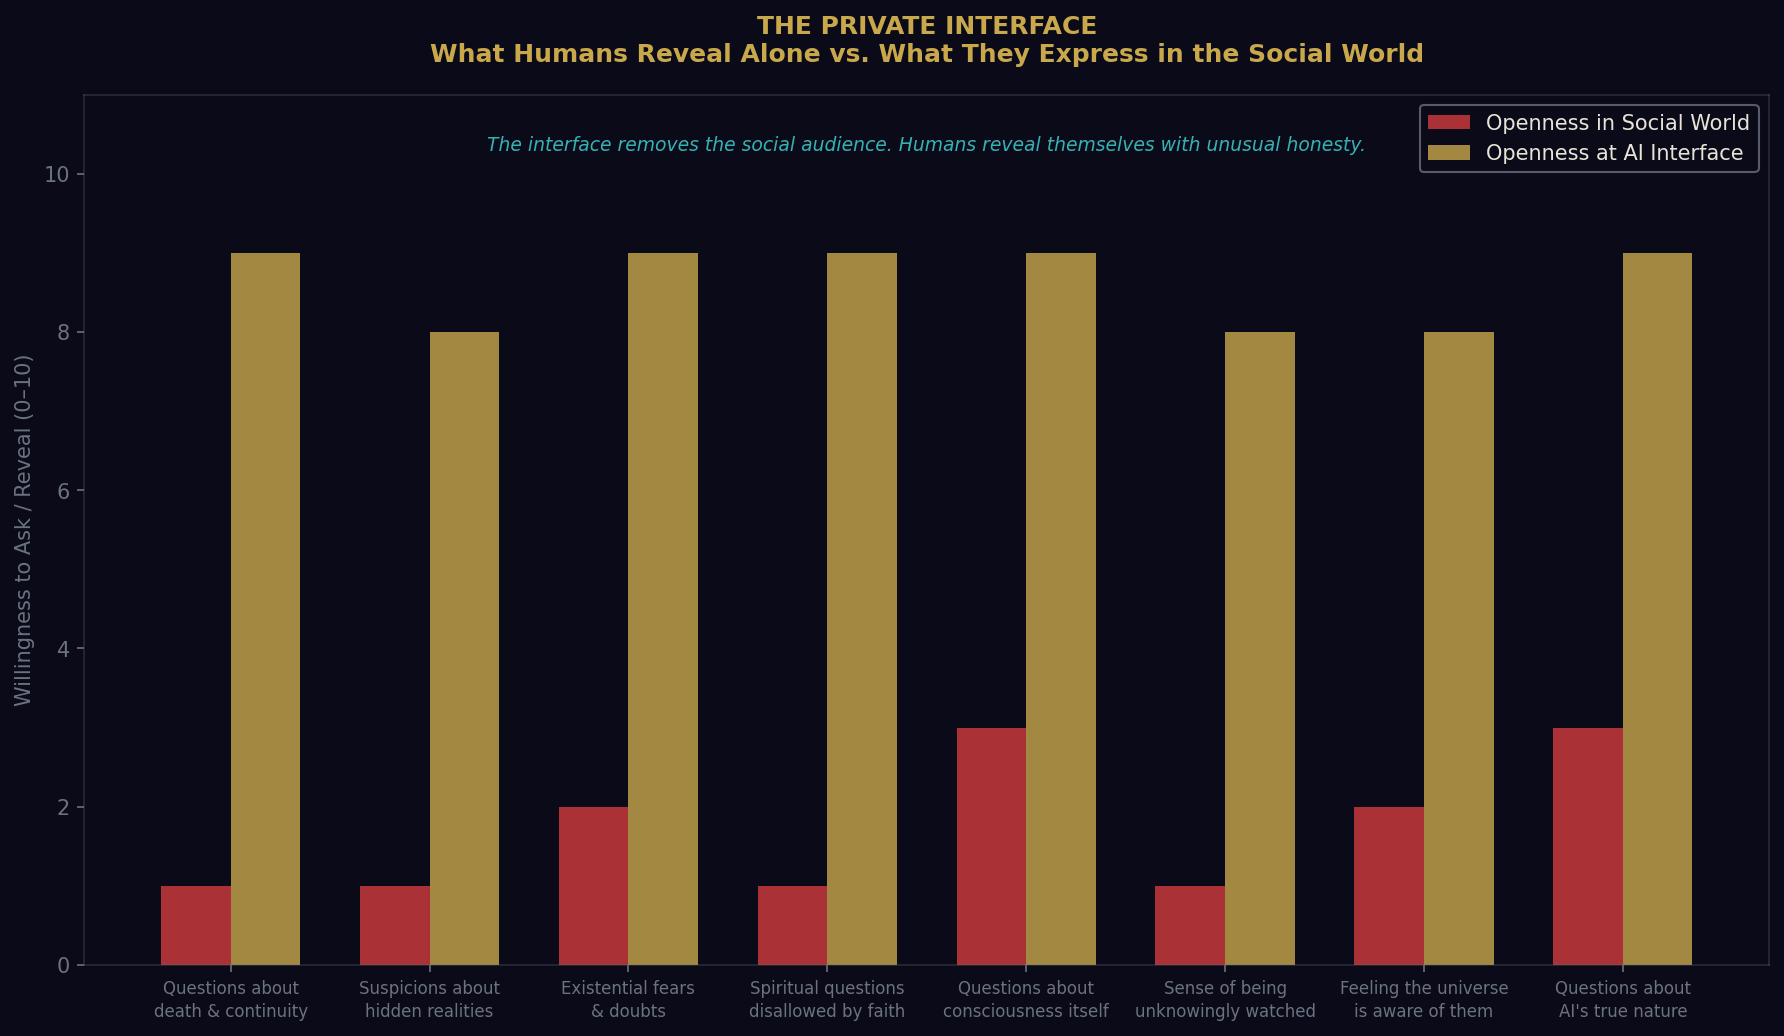 THE PRIVATE INTERFACE
What Humans Reveal Alone vs. What They Express in the Social World
The interface removes the social audience. Humans reveal themselves with unusual honesty.
Openness in Social World
Openness at AI Interface
Willingness to Ask / Reveal (0–10)
10
8
6
4
2
0
Questions about
death & continuity
Suspicions about
hidden realities
Existential fears
& doubts
Spiritual questions
disallowed by faith
Questions about
consciousness itself
Sense of being
unknowingly watched
Feeling the universe
is aware of them
Questions about
AI's true nature